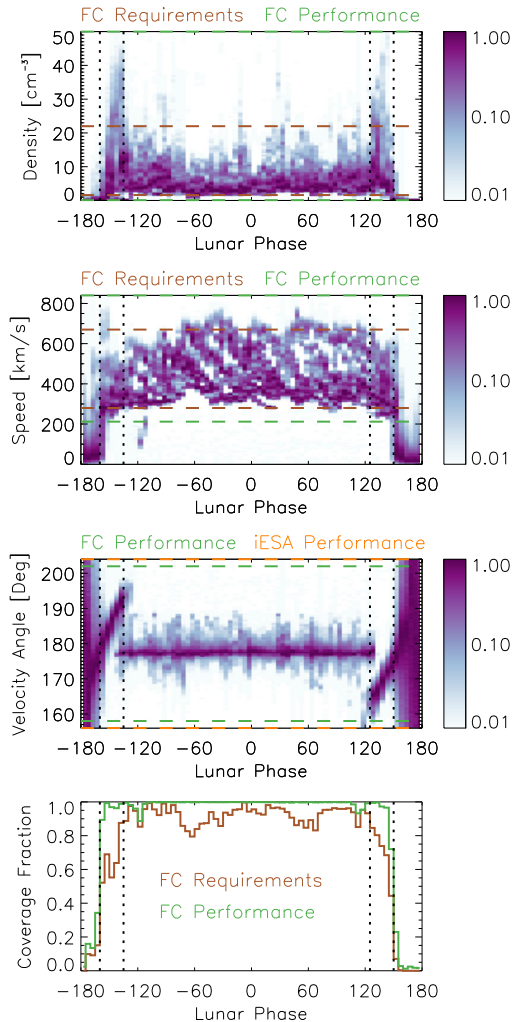 FC Requirements FC Performance
50
40
30
20
10
0
Density [cm⁻³]
1.00
0.10
0.01
−180 −120 −60 0 60 120 180
Lunar Phase
FC Requirements FC Performance
800
600
400
200
0
Speed [km/s]
1.00
0.10
0.01
−180 −120 −60 0 60 120 180
Lunar Phase
FC Performance iESA Performance
200
190
180
170
160
Velocity Angle [Deg]
1.00
0.10
0.01
−180 −120 −60 0 60 120 180
Lunar Phase
1.0
0.8
0.6
0.4
0.2
0.0
Coverage Fraction
FC Requirements
FC Performance
−180 −120 −60 0 60 120 180
Lunar Phase